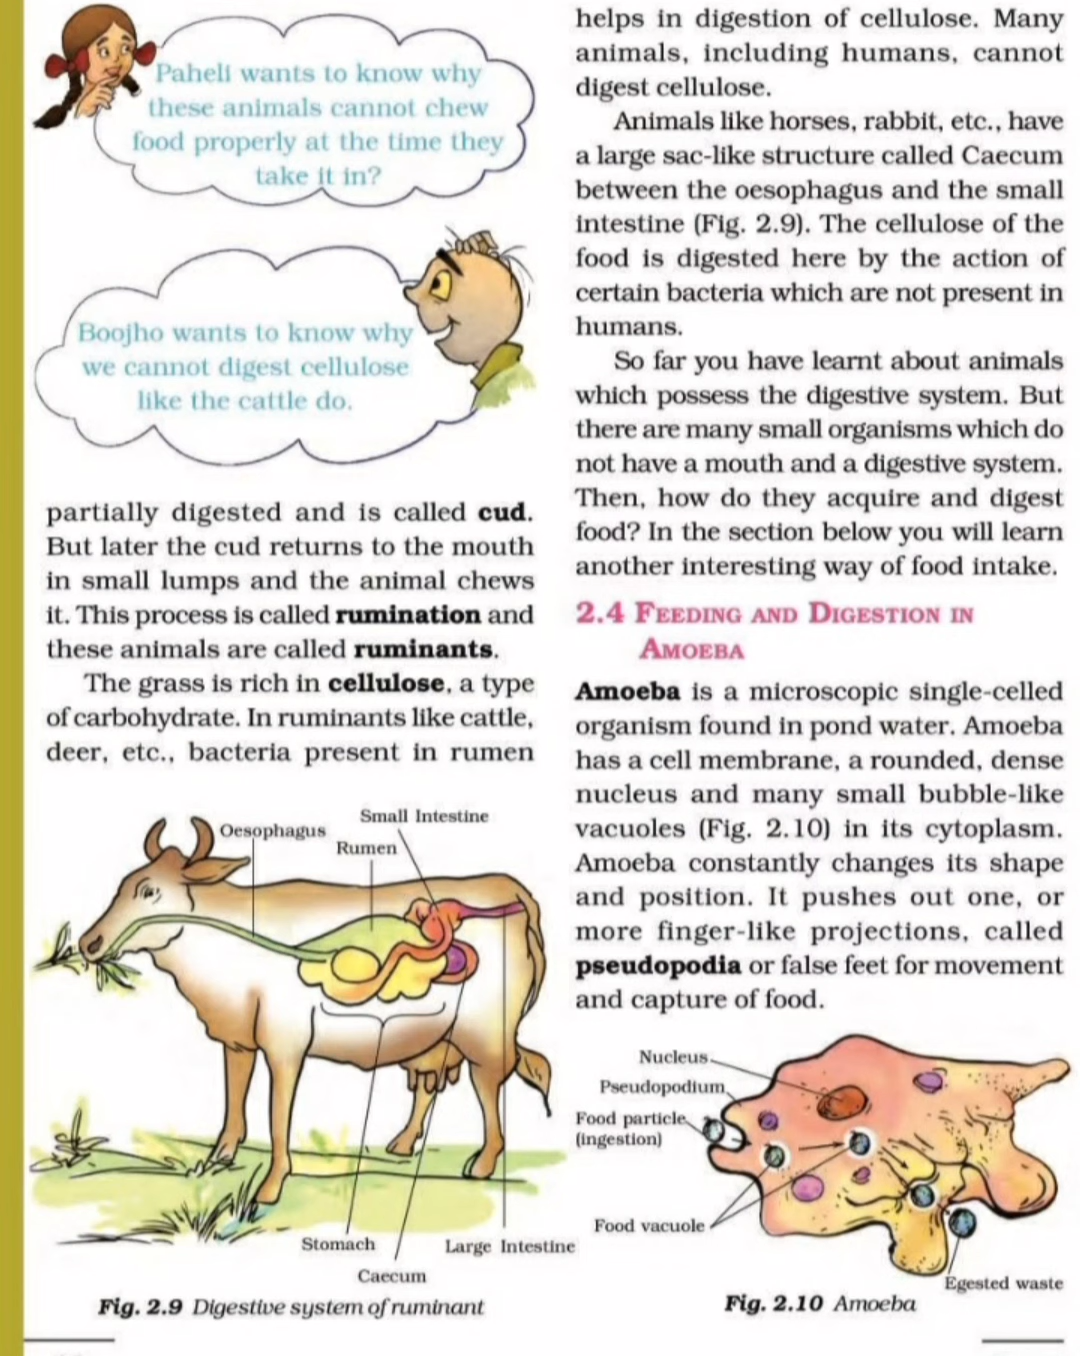 Paheli wants to know why
these animals cannot chew
food properly at the time they
take it in?
Boojho wants to know why
we cannot digest cellulose
like the cattle do.
partially digested and is called cud.
But later the cud returns to the mouth
in small lumps and the animal chews
it. This process is called rumination and
these animals are called ruminants.
The grass is rich in cellulose, a type
of carbohydrate. In ruminants like cattle,
deer, etc., bacteria present in rumen
Oesophagus
Small Intestine
Rumen
Stomach
Large Intestine
Caecum
Fig. 2.9 Digestive system of ruminant
helps in digestion of cellulose. Many
animals, including humans, cannot
digest cellulose.
Animals like horses, rabbit, etc., have
a large sac-like structure called Caecum
between the oesophagus and the small
intestine (Fig. 2.9). The cellulose of the
food is digested here by the action of
certain bacteria which are not present in
humans.
So far you have learnt about animals
which possess the digestive system. But
there are many small organisms which do
not have a mouth and a digestive system.
Then, how do they acquire and digest
food? In the section below you will learn
another interesting way of food intake.
2.4 FEEDING AND DIGESTION IN
AMOEBA
Amoeba is a microscopic single-celled
organism found in pond water. Amoeba
has a cell membrane, a rounded, dense
nucleus and many small bubble-like
vacuoles (Fig. 2.10) in its cytoplasm.
Amoeba constantly changes its shape
and position. It pushes out one, or
more finger-like projections, called
pseudopodia or false feet for movement
and capture of food.
Nucleus
Pseudopodium
Food particle
(ingestion)
Food vacuole
Egested waste
Fig. 2.10 Amoeba